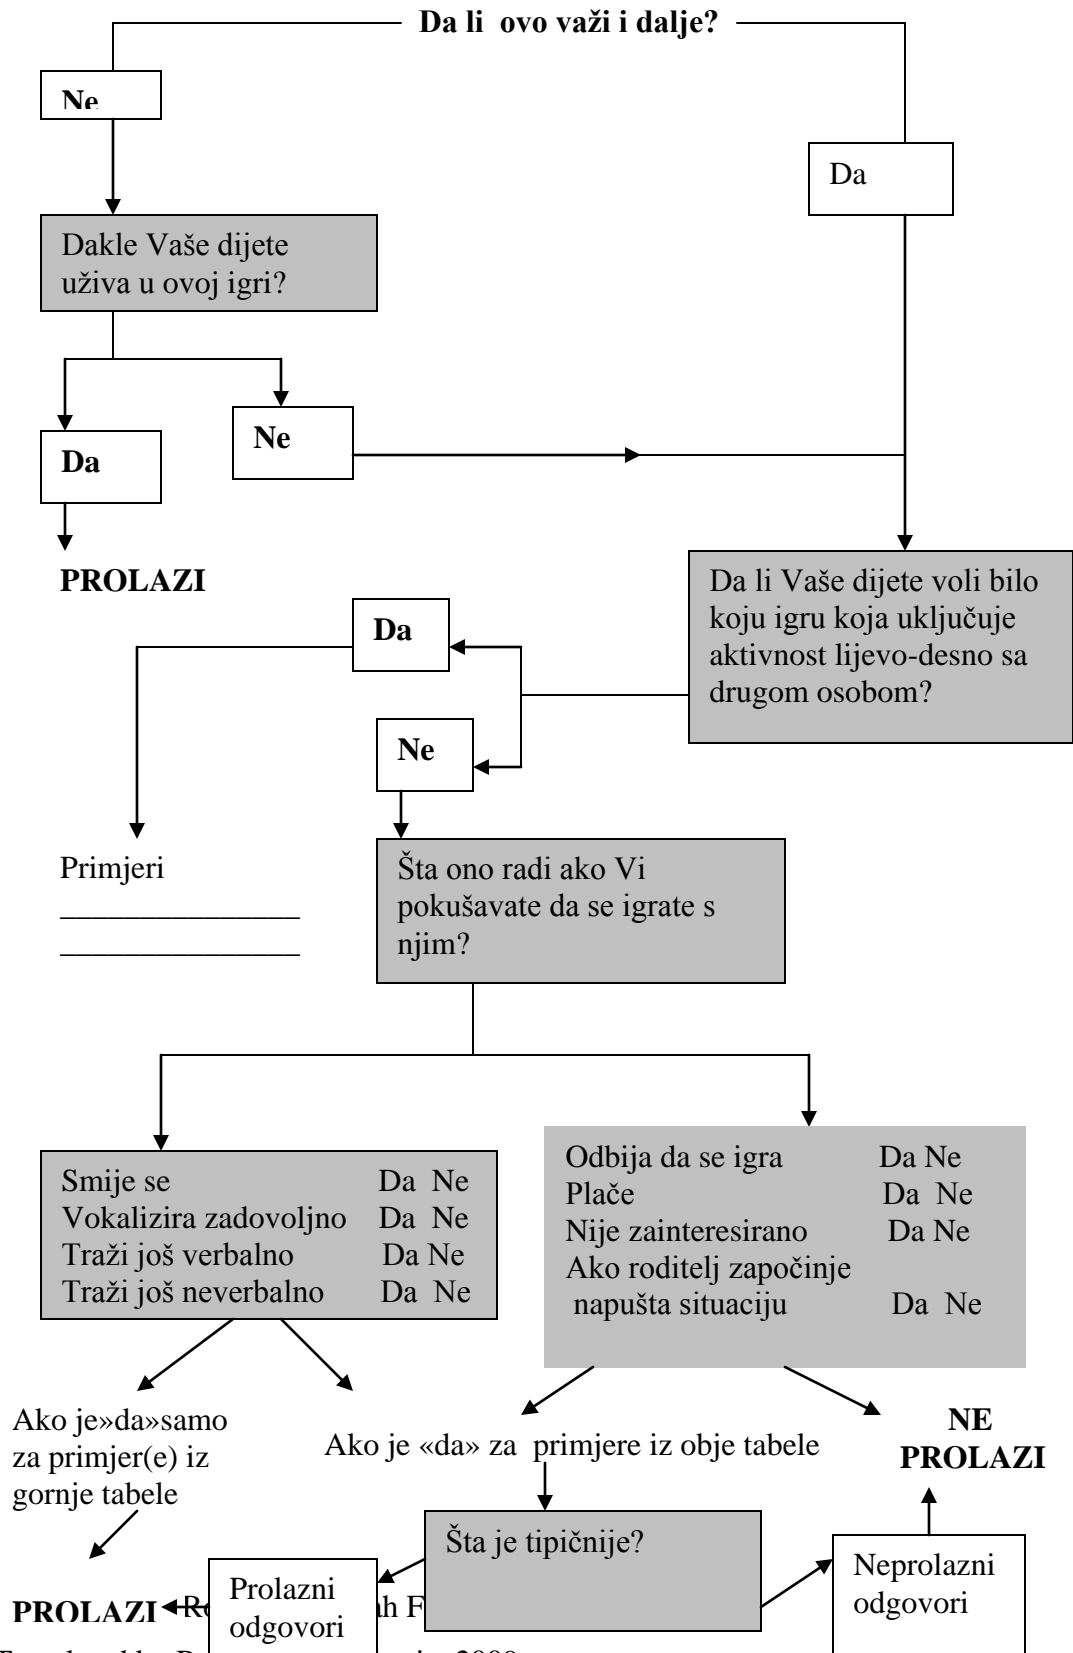 Da li ovo važi i dalje?
Ne
Da
Dakle Vaše dijete
uživa u ovoj igri?
Da
Ne
PROLAZI
Da li Vaše dijete voli bilo
koju igru koja uključuje
aktivnost lijevo-desno sa
drugom osobom?
Da
Ne
Primjeri
_______________
_______________
Šta ono radi ako Vi
pokušavate da se igrate s
njim?
Smije se Da Ne
Vokalizira zadovoljno Da Ne
Traži još verbalno Da Ne
Traži još neverbalno Da Ne
Odbija da se igra Da Ne
Plače Da Ne
Nije zainteresirano Da Ne
Ako roditelj započinje
napušta situaciju Da Ne
Ako je»da»samo
za primjer(e) iz
gornje tabele
Ako je «da» za primjere iz obje tabele
NE
PROLAZI
Šta je tipičnije?
Prolazni
odgovori
Neprolazni
odgovori
PROLAZI